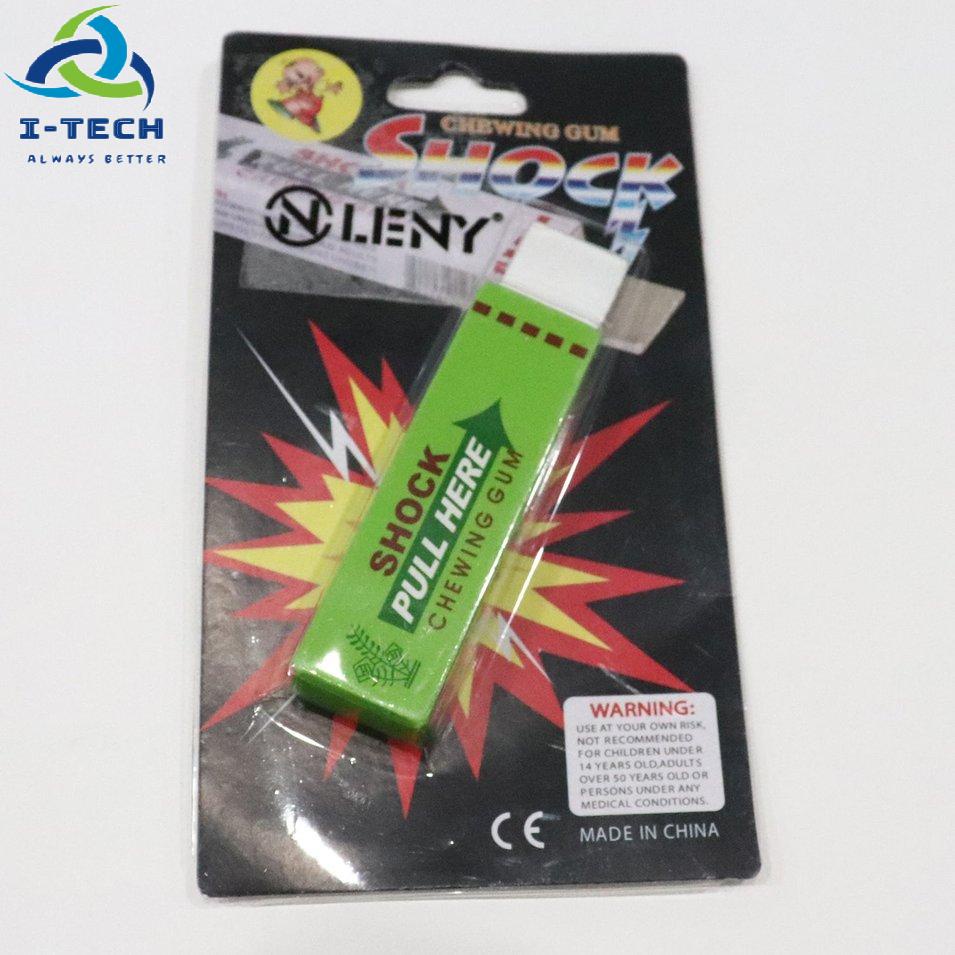 I-TECH
ALWAYS BETTER
CHEWING GUM
SHOCK
N LENY®
SHOCK
PULL HERE
CHEWING GUM
WARNING:
USE AT YOUR OWN RISK,
NOT RECOMMENDED
FOR CHILDREN UNDER
14 YEARS OLD,ADULTS
OVER 50 YEARS OLD OR
PERSONS UNDER ANY
MEDICAL CONDITIONS.
CE
MADE IN CHINA